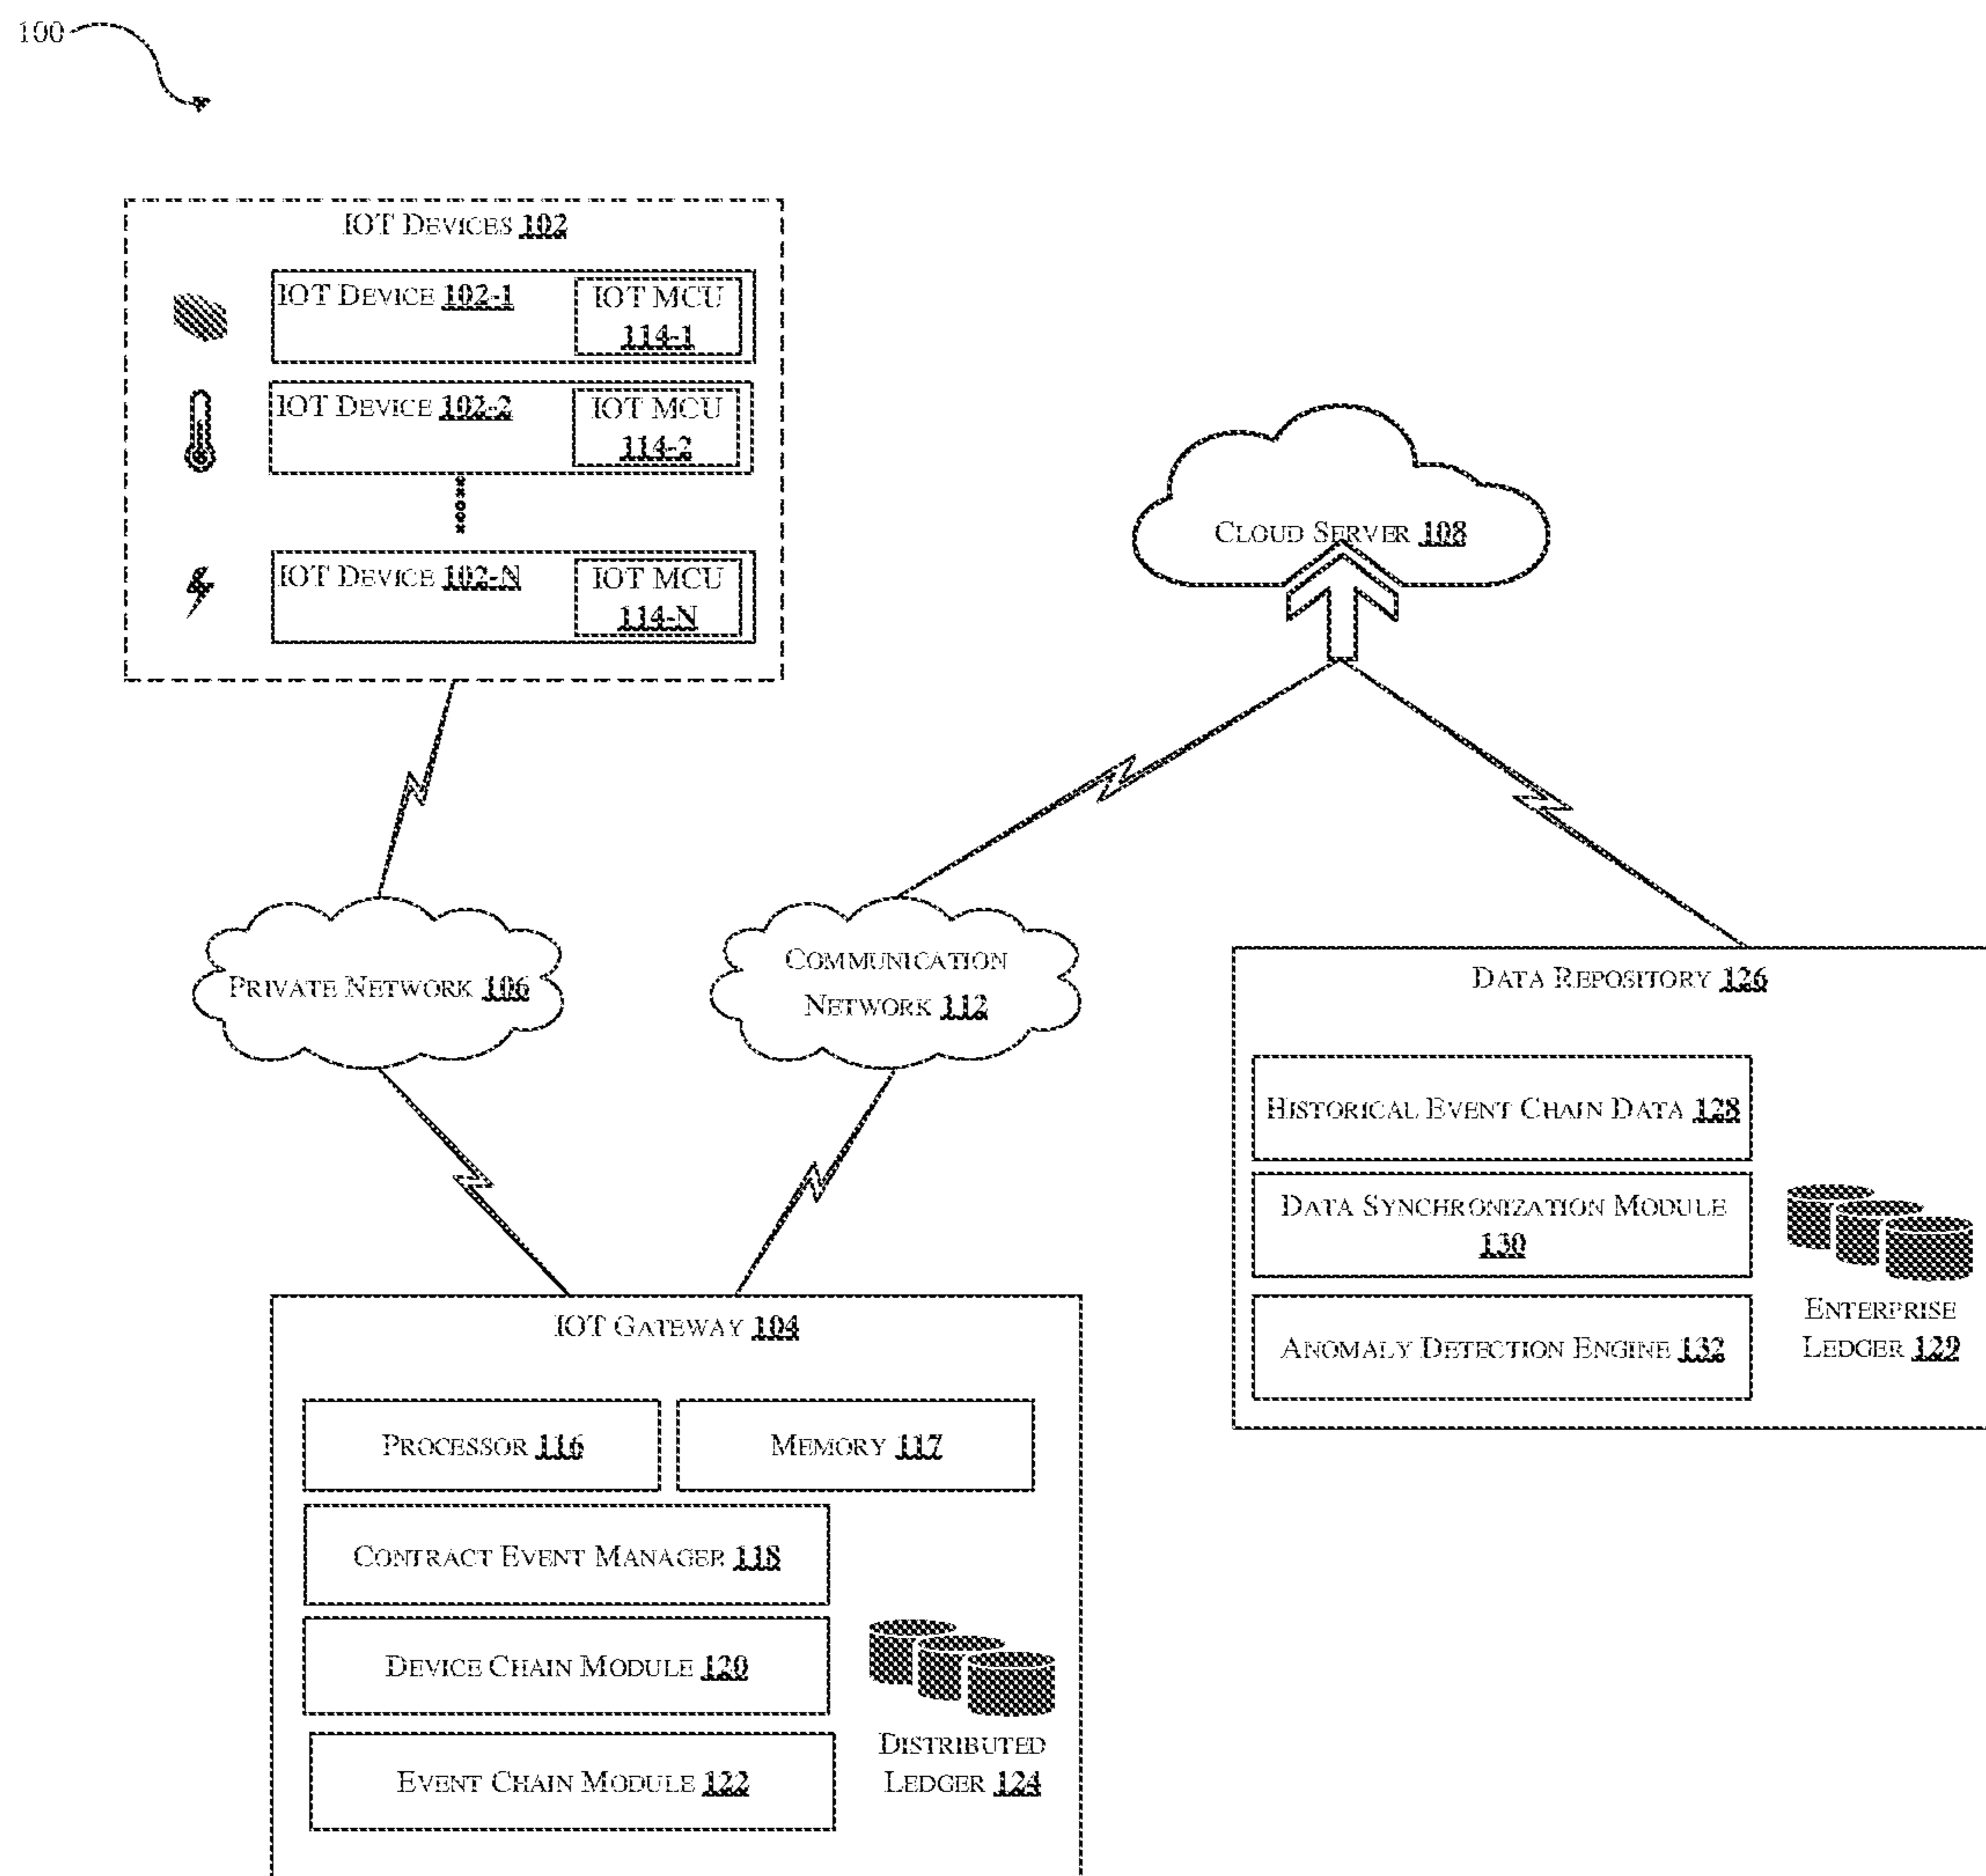 100
IOT DEVICES 102
IOT DEVICE 102-1
IOT MCU
114-1
IOT DEVICE 102-2
IOT MCU
114-2
IOT DEVICE 102-N
IOT MCU
114-N
CLOUD SERVER 108
PRIVATE NETWORK 106
COMMUNICATION
NETWORK 112
DATA REPOSITORY 126
HISTORICAL EVENT CHAIN DATA 128
DATA SYNCHRONIZATION MODULE
130
ANOMALY DETECTION ENGINE 132
ENTERPRISE
LEDGER 129
IOT GATEWAY 104
PROCESSOR 116
MEMORY 117
CONTRACT EVENT MANAGER 118
DEVICE CHAIN MODULE 120
EVENT CHAIN MODULE 122
DISTRIBUTED
LEDGER 124